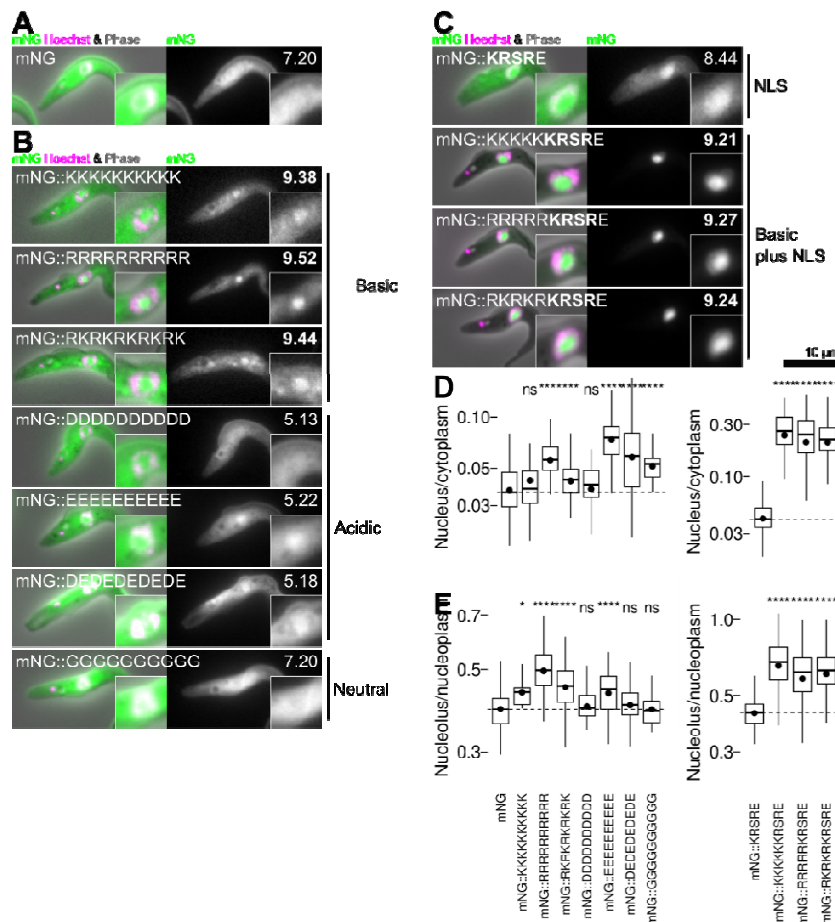 A
mNG Hoechst & Phase mNG
mNG 7.20
B
mNG Hoechst & Phase mNG
mNG::KKKKKKKKKK 9.38
mNG::RRRRRRRRRR 9.52
mNG::RKRKRKRKRK 9.44
Basic
mNG::DDDDDDDDDD 5.13
mNG::EEEEEEEEEE 5.22
mNG::DEDEDEDEDE 5.18
Acidic
mNG::GGGGGGGGGG 7.20
Neutral
C
mNG Hoechst & Phase mNG
mNG::KRSRE 8.44
NLS
mNG::KKKKKKRSRE 9.21
mNG::RRRRRKRSRE 9.27
mNG::RKRKRKRSRE 9.24
Basic
plus NLS
10 µm
D
ns **** **** ns **** **** ****
Nucleus/cytoplasm
0.10
0.05
0.03
**** **** ****
Nucleus/cytoplasm
0.30
0.10
0.03
E
* **** **** ns **** ns ns
Nucleolus/nucleoplasm
0.7
0.5
0.3
**** **** ****
Nucleolus/nucleoplasm
1.0
0.5
0.3
mNG
mNG::KKKKKKKKKK
mNG::RRRRRRRRRR
mNG::RKRKRKRKRK
mNG::DDDDDDDDDD
mNG::EEEEEEEEEE
mNG::DEDEDEDEDE
mNG::GGGGGGGGGG
mNG::KRSRE
mNG::KKKKKKRSRE
mNG::RRRRRKRSRE
mNG::RKRKRKRSRE